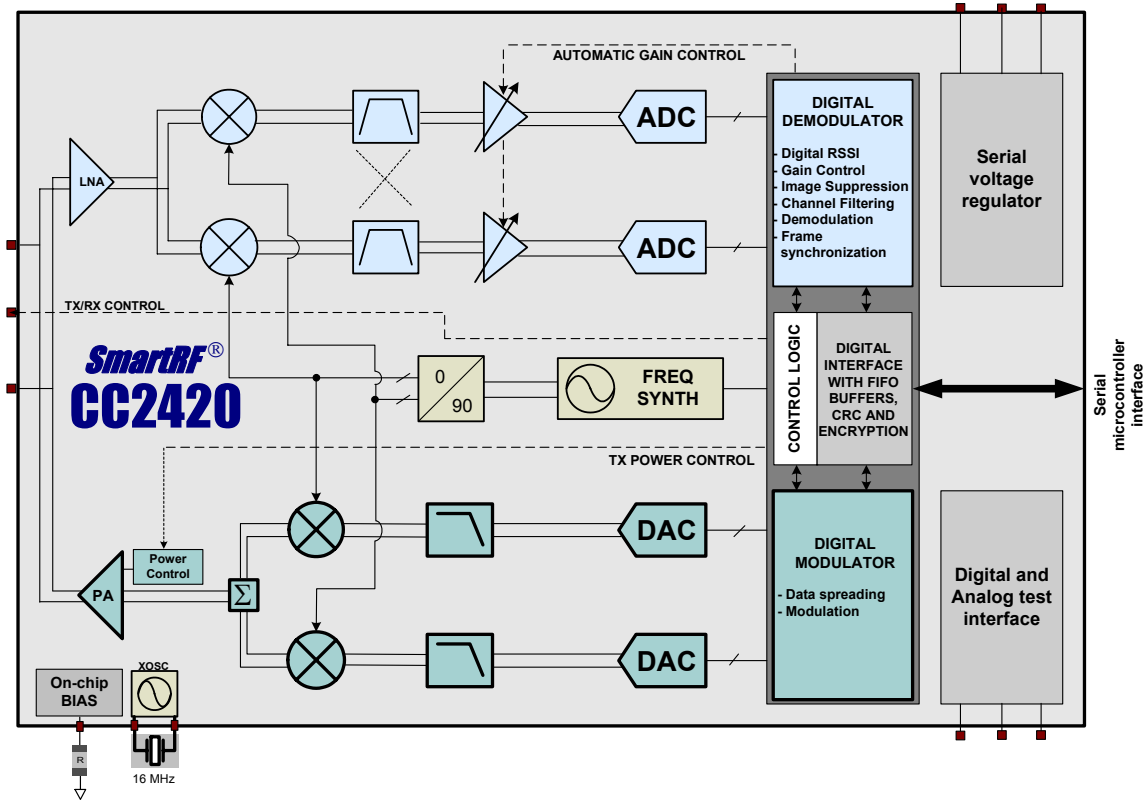 AUTOMATIC GAIN CONTROL
ADC
DIGITAL
DEMODULATOR
- Digital RSSI
- Gain Control
- Image Suppression
- Channel Filtering
- Demodulation
- Frame
synchronization
Serial
voltage
regulator
LNA
ADC
TX/RX CONTROL
SmartRF®
CC2420
0
90
FREQ
SYNTH
CONTROL LOGIC
DIGITAL
INTERFACE
WITH FIFO
BUFFERS,
CRC AND
ENCRYPTION
Serial
microcontroller
interface
TX POWER CONTROL
DAC
DIGITAL
MODULATOR
- Data spreading
- Modulation
Digital and
Analog test
interface
Power
Control
PA
Σ
DAC
On-chip
BIAS
XOSC
R
16 MHz